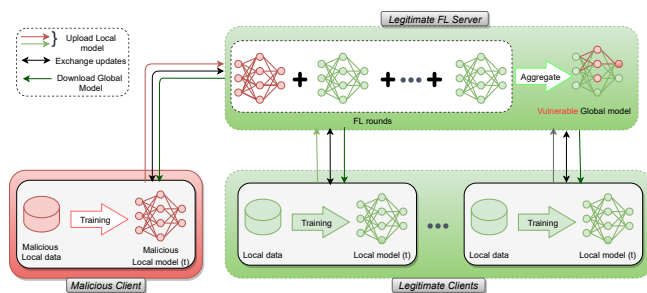 Legitimate FL Server
Upload Local
model
Exchange updates
Download Global
Model
Aggregate
Vulnerable Global model
FL rounds
Training
Malicious
Local data
Malicious
Local model (t)
Malicious Client
Training
Local data
Local model (t)
Training
Local data
Local model (t)
Legitimate Clients